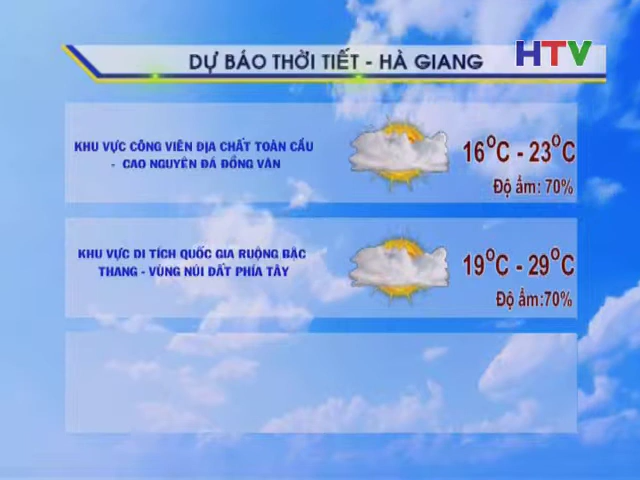 DỰ BÁO THỜI TIẾT - HÀ GIANG
HTV
KHU VỰC CÔNG VIÊN ĐỊA CHẤT TOÀN CẦU
- CAO NGUYÊN ĐÁ ĐỒNG VĂN
16°C - 23°C
Độ ẩm: 70%
KHU VỰC DI TÍCH QUỐC GIA RUỘNG BẬC
THANG - VÙNG NÚI ĐẤT PHÍA TÂY
19°C - 29°C
Độ ẩm:70%